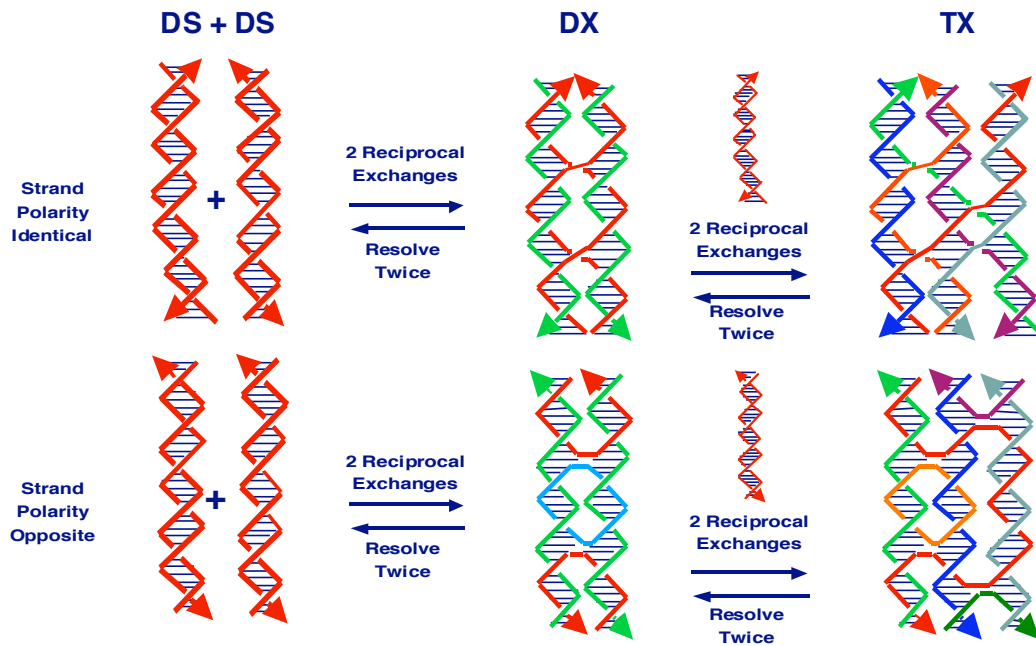 DS + DS
DX
TX
Strand
Polarity
Identical
+
2 Reciprocal
Exchanges
Resolve
Twice
2 Reciprocal
Exchanges
Resolve
Twice
Strand
Polarity
Opposite
+
2 Reciprocal
Exchanges
Resolve
Twice
2 Reciprocal
Exchanges
Resolve
Twice